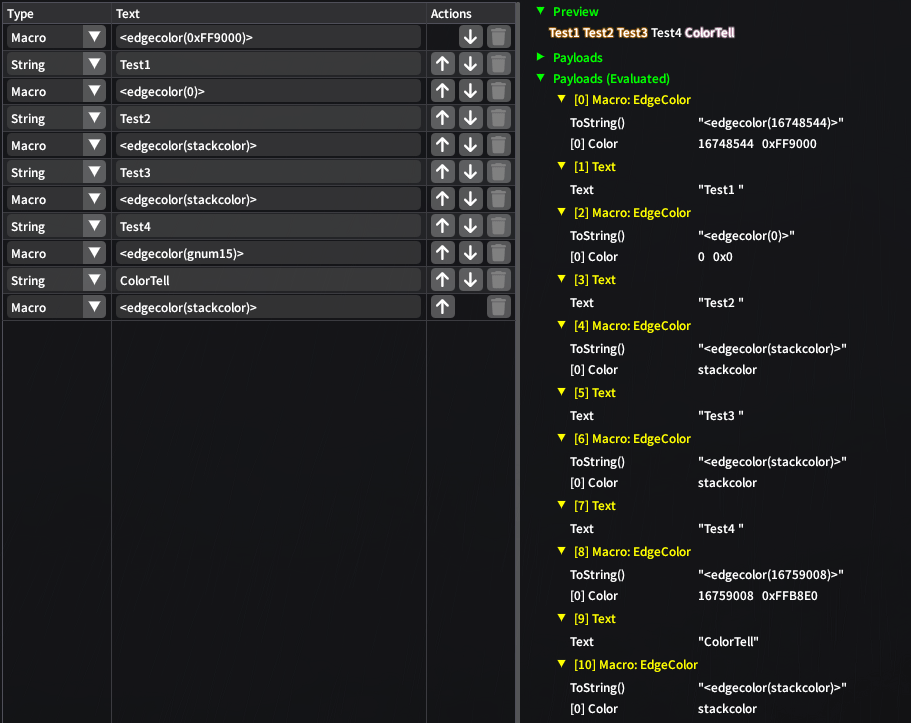 Type Text Actions
Macro <edgecolor(0xFF9000)>
String Test1
Macro <edgecolor(0)>
String Test2
Macro <edgecolor(stackcolor)>
String Test3
Macro <edgecolor(stackcolor)>
String Test4
Macro <edgecolor(gnum15)>
String ColorTell
Macro <edgecolor(stackcolor)>
Preview
Test1 Test2 Test3 Test4 ColorTell
Payloads
Payloads (Evaluated)
[0] Macro: EdgeColor
ToString() "<edgecolor(16748544)>"
[0] Color 16748544 0xFF9000
[1] Text
Text "Test1 "
[2] Macro: EdgeColor
ToString() "<edgecolor(0)>"
[0] Color 0 0x0
[3] Text
Text "Test2 "
[4] Macro: EdgeColor
ToString() "<edgecolor(stackcolor)>"
[0] Color stackcolor
[5] Text
Text "Test3 "
[6] Macro: EdgeColor
ToString() "<edgecolor(stackcolor)>"
[0] Color stackcolor
[7] Text
Text "Test4 "
[8] Macro: EdgeColor
ToString() "<edgecolor(16759008)>"
[0] Color 16759008 0xFFB8E0
[9] Text
Text "ColorTell"
[10] Macro: EdgeColor
ToString() "<edgecolor(stackcolor)>"
[0] Color stackcolor